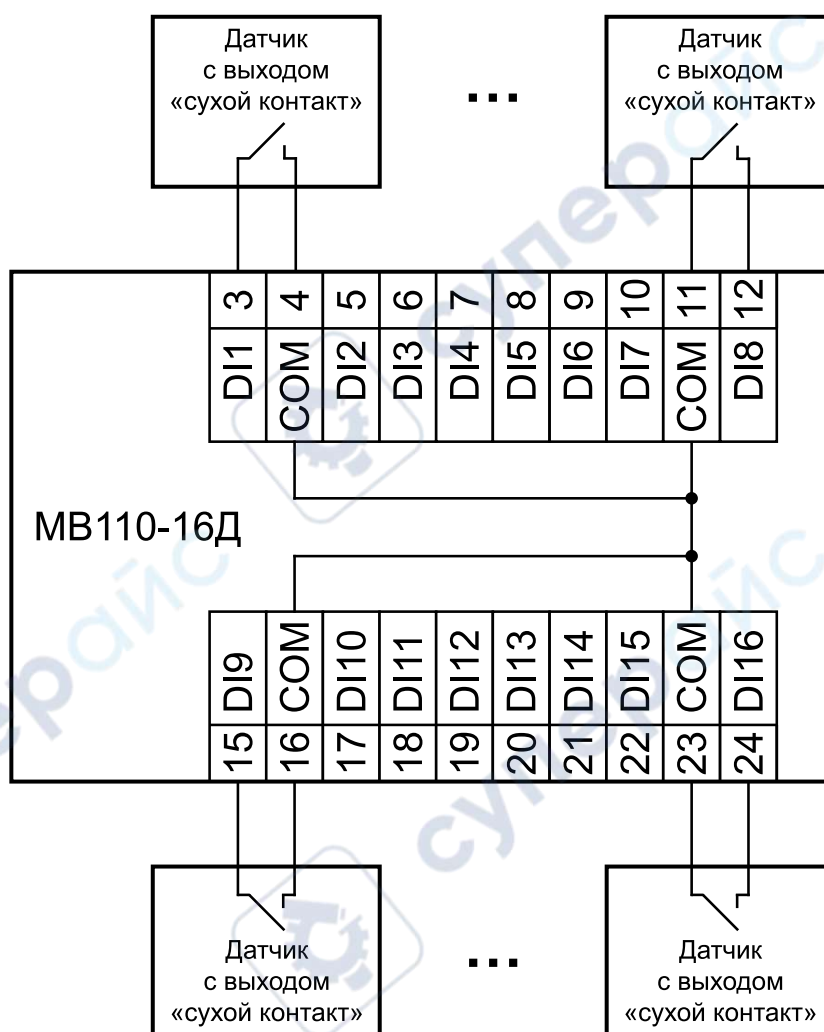 Датчик
с выходом
«сухой контакт»
...
Датчик
с выходом
«сухой контакт»
3 4 5 6 7 8 9 10 11 12
DI1 COM DI2 DI3 DI4 DI5 DI6 DI7 COM DI8
МВ110-16Д
DI9 COM DI10 DI11 DI12 DI13 DI14 DI15 COM DI16
15 16 17 18 19 20 21 22 23 24
Датчик
с выходом
«сухой контакт»
...
Датчик
с выходом
«сухой контакт»
суперайс
суперайс